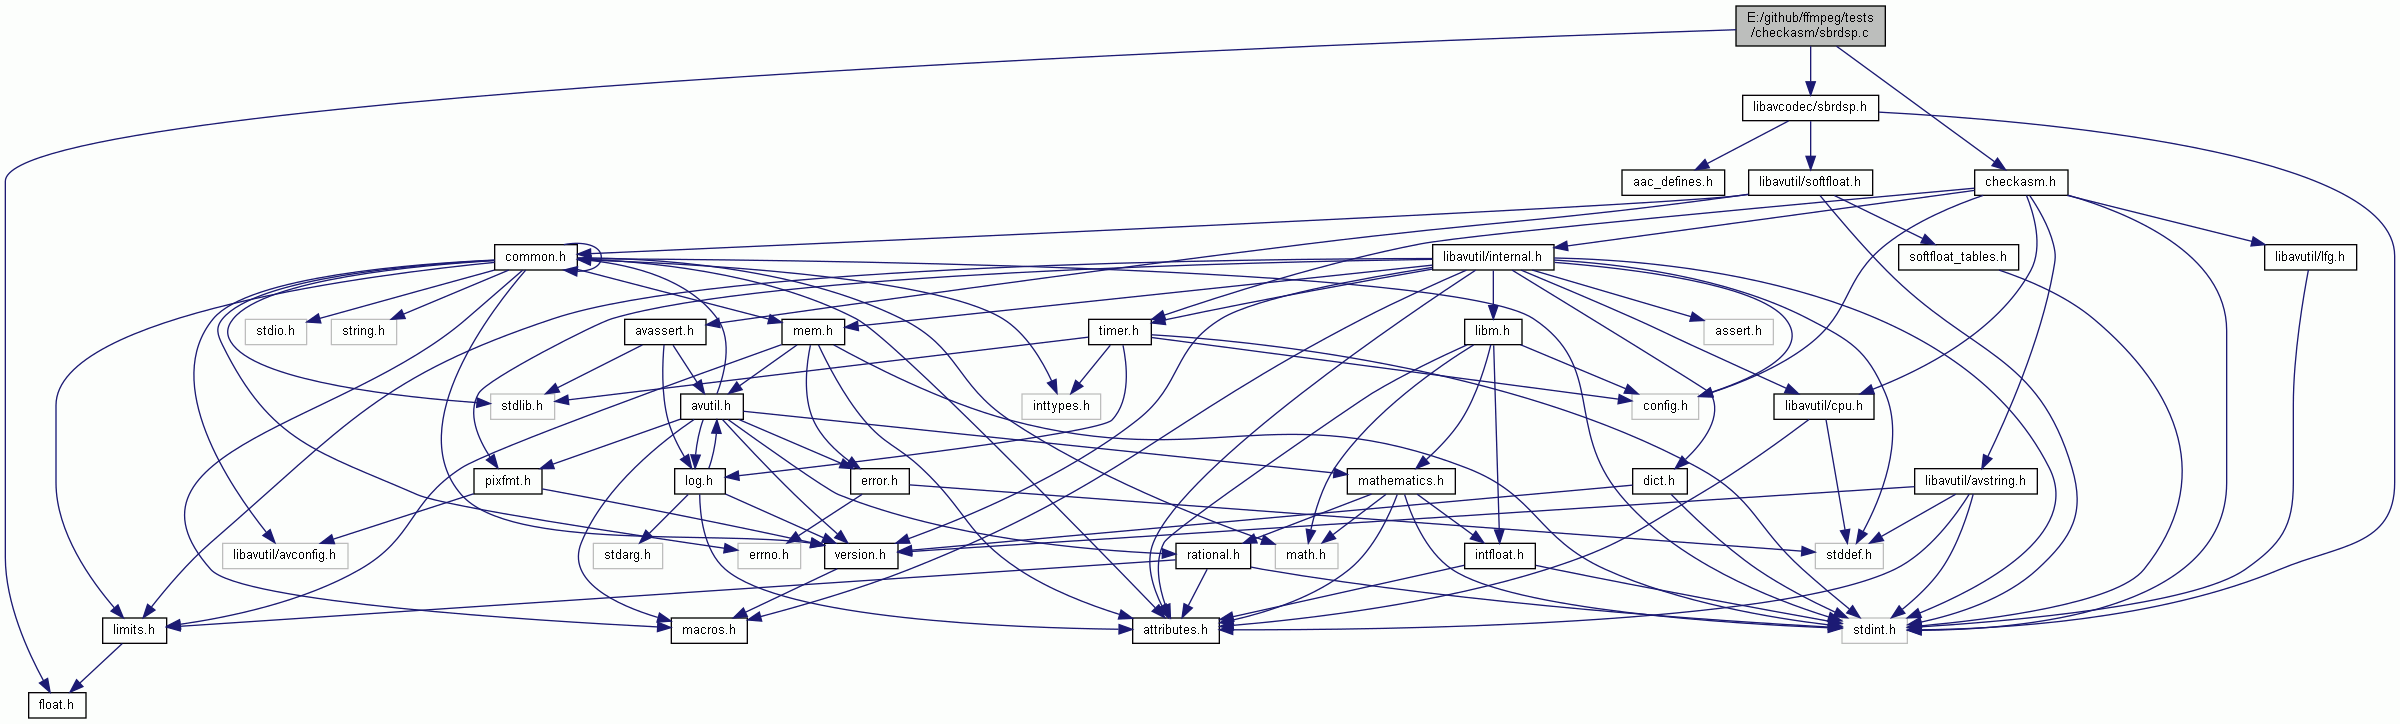 E:/github/ffmpeg/tests
/checkasm/sbrdsp.c
libavcodec/sbrdsp.h
aac_defines.h
libavutil/softfloat.h
checkasm.h
common.h
libavutil/internal.h
softfloat_tables.h
libavutil/lfg.h
stdio.h
string.h
avassert.h
mem.h
timer.h
libm.h
assert.h
stdlib.h
avutil.h
inttypes.h
config.h
libavutil/cpu.h
pixfmt.h
log.h
error.h
mathematics.h
dict.h
libavutil/avstring.h
libavutil/avconfig.h
stdarg.h
errno.h
version.h
rational.h
math.h
intfloat.h
stddef.h
limits.h
macros.h
attributes.h
stdint.h
float.h